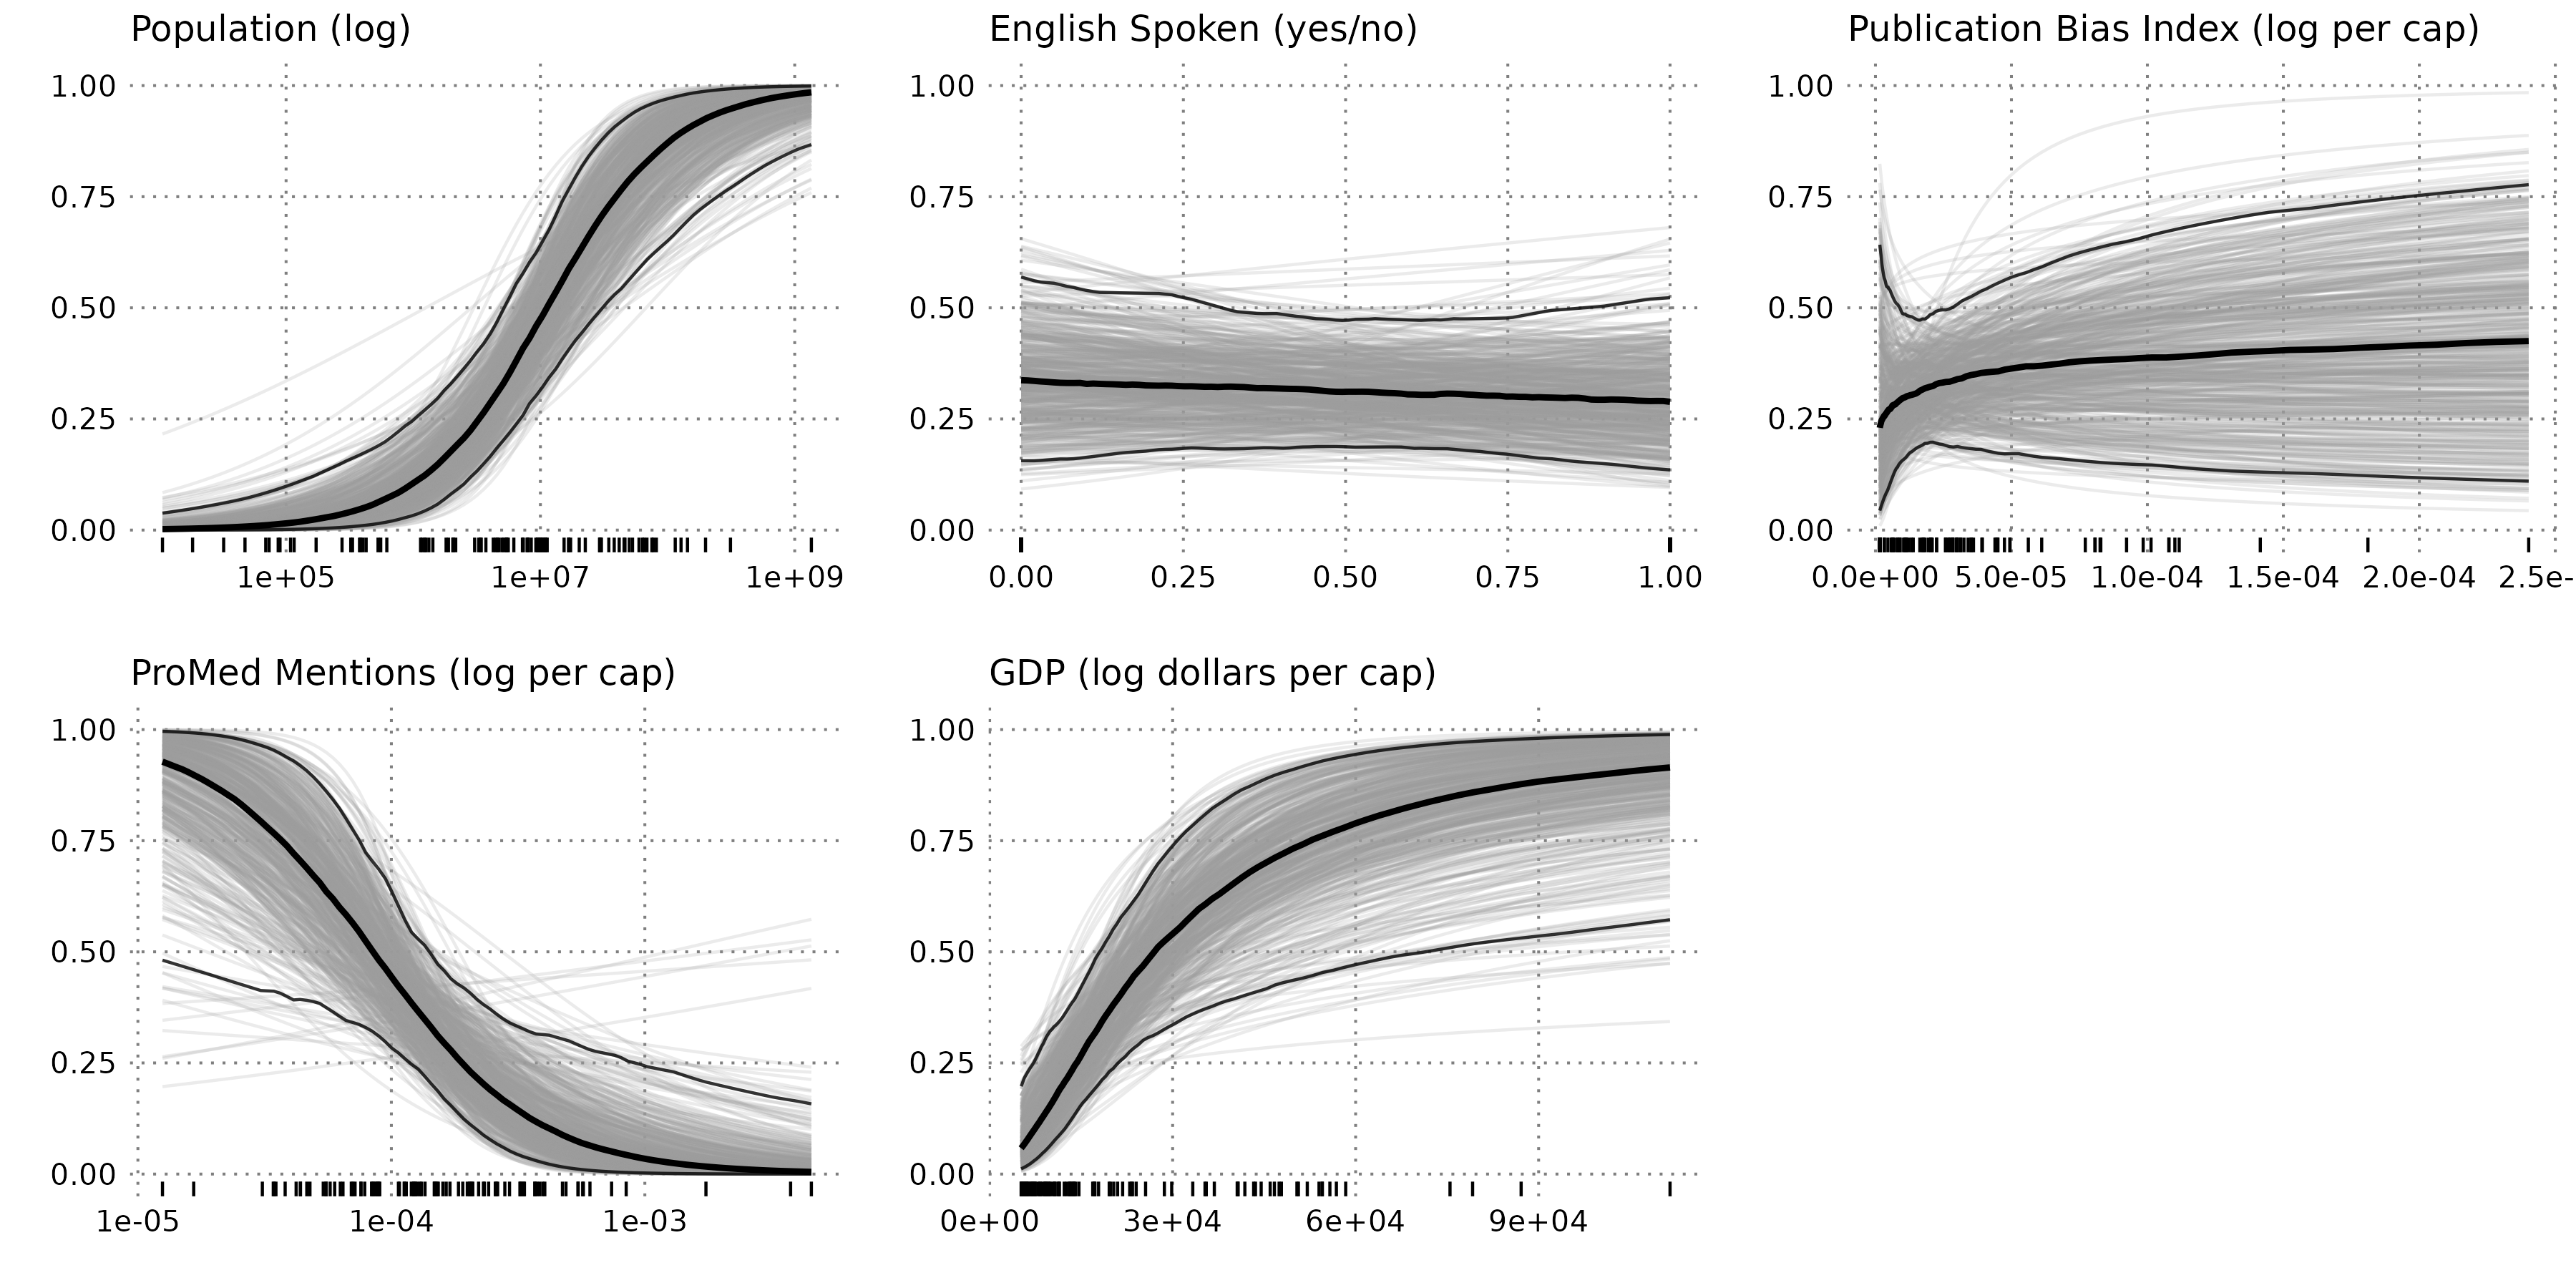 Population (log)
English Spoken (yes/no)
Publication Bias Index (log per cap)
1.00
0.75
0.50
0.25
0.00
1e+05 1e+07 1e+09
1.00
0.75
0.50
0.25
0.00
0.00 0.25 0.50 0.75 1.00
1.00
0.75
0.50
0.25
0.00
0.0e+00 5.0e-05 1.0e-04 1.5e-04 2.0e-04 2.5e-
ProMed Mentions (log per cap)
GDP (log dollars per cap)
1.00
0.75
0.50
0.25
0.00
1e-05 1e-04 1e-03
1.00
0.75
0.50
0.25
0.00
0e+00 3e+04 6e+04 9e+04